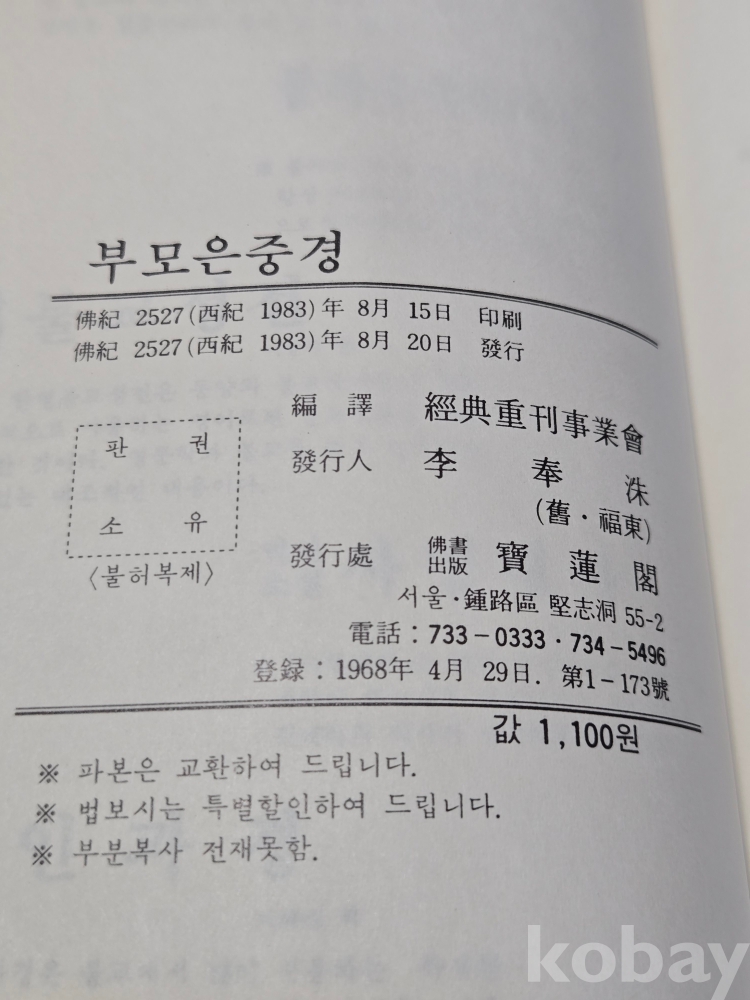 부모은중경
佛紀 2527(西紀 1983)年 8月 15日 印刷
佛紀 2527(西紀 1983)年 8月 20日 發行
編 譯 經典重刊事業會
發行人 李 奉 洙
(舊·福東)
發行處 佛書出版 寶蓮閣
서울·鍾路區 堅志洞 55-2
電話 : 733-0333·734-5496
登録 : 1968年 4月 29日. 第1-173號
판 권
소 유
<불허복제>
값 1,100원
※ 파본은 교환하여 드립니다.
※ 법보시는 특별할인하여 드립니다.
※ 부분복사 전재못함.
kobay